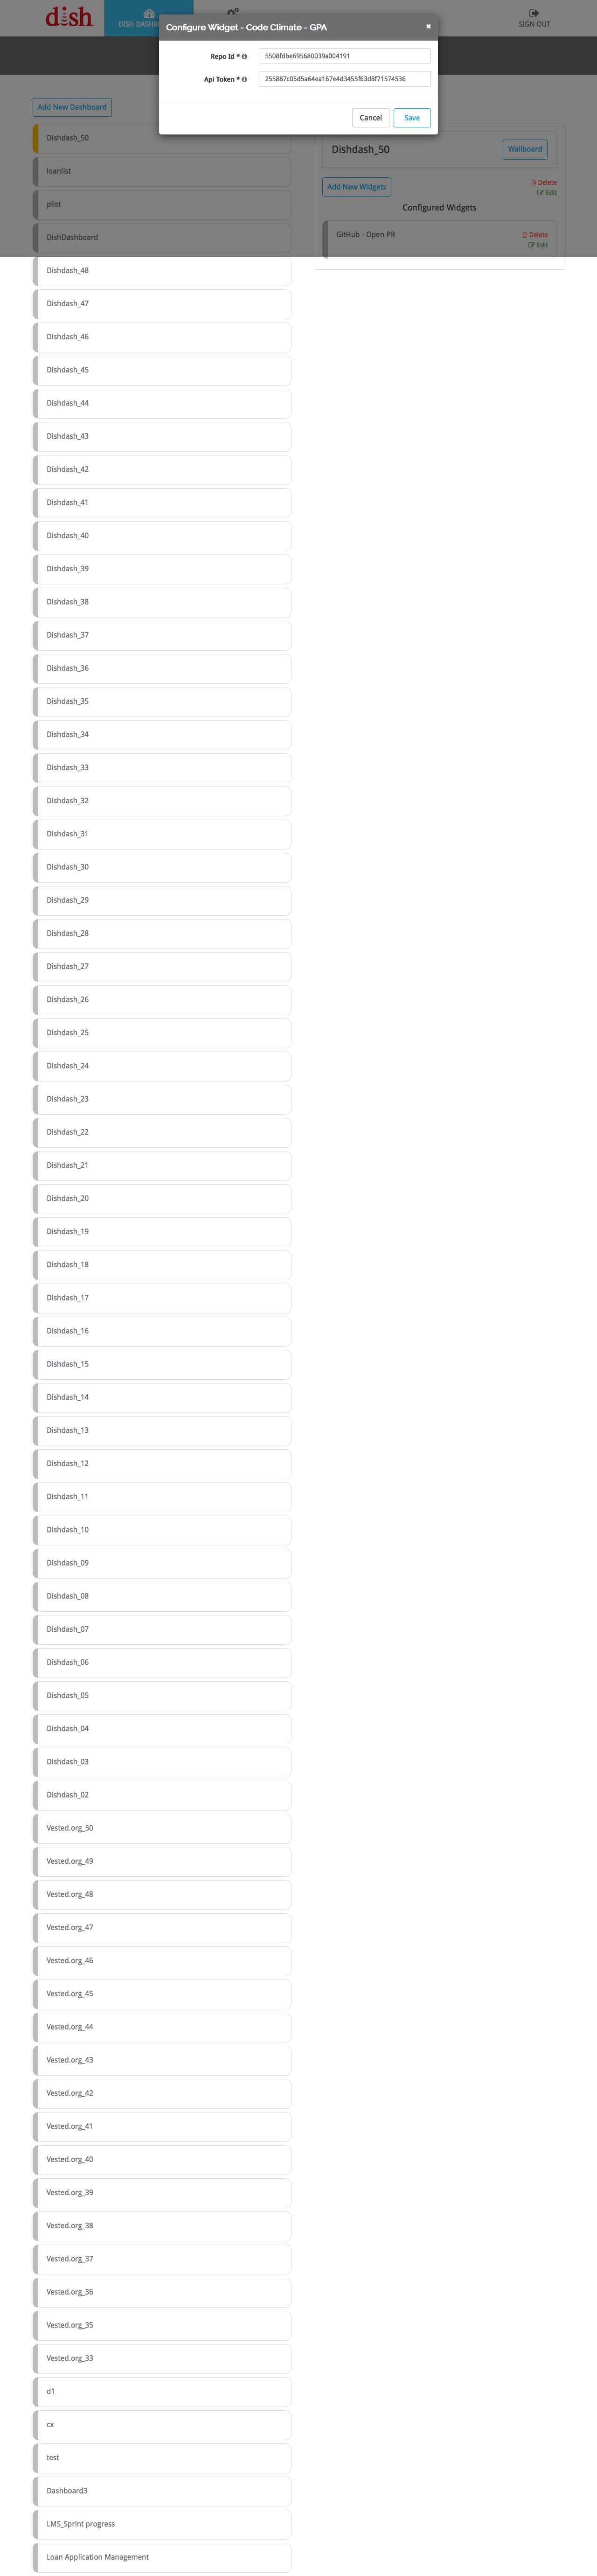 dish
DISH DASHBO
SIGN OUT
Configure Widget - Code Climate - GPA
Repo Id *
5508fdbe695680039a004191
Api Token *
255887c05d5a64ea167e4d3455f63d8f71574536
Cancel
Save
Add New Dashboard
Dishdash_50
loanlist
plist
DishDashboard
Dishdash_48
Dishdash_47
Dishdash_46
Dishdash_45
Dishdash_44
Dishdash_43
Dishdash_42
Dishdash_41
Dishdash_40
Dishdash_39
Dishdash_38
Dishdash_37
Dishdash_36
Dishdash_35
Dishdash_34
Dishdash_33
Dishdash_32
Dishdash_31
Dishdash_30
Dishdash_29
Dishdash_28
Dishdash_27
Dishdash_26
Dishdash_25
Dishdash_24
Dishdash_23
Dishdash_22
Dishdash_21
Dishdash_20
Dishdash_19
Dishdash_18
Dishdash_17
Dishdash_16
Dishdash_15
Dishdash_14
Dishdash_13
Dishdash_12
Dishdash_11
Dishdash_10
Dishdash_09
Dishdash_08
Dishdash_07
Dishdash_06
Dishdash_05
Dishdash_04
Dishdash_03
Dishdash_02
Vested.org_50
Vested.org_49
Vested.org_48
Vested.org_47
Vested.org_46
Vested.org_45
Vested.org_44
Vested.org_43
Vested.org_42
Vested.org_41
Vested.org_40
Vested.org_39
Vested.org_38
Vested.org_37
Vested.org_36
Vested.org_35
Vested.org_33
d1
cx
test
Dashboard3
LMS_Sprint progress
Loan Application Management
Dishdash_50
Wallboard
Add New Widgets
Delete
Edit
Configured Widgets
GitHub - Open PR
Delete
Edit